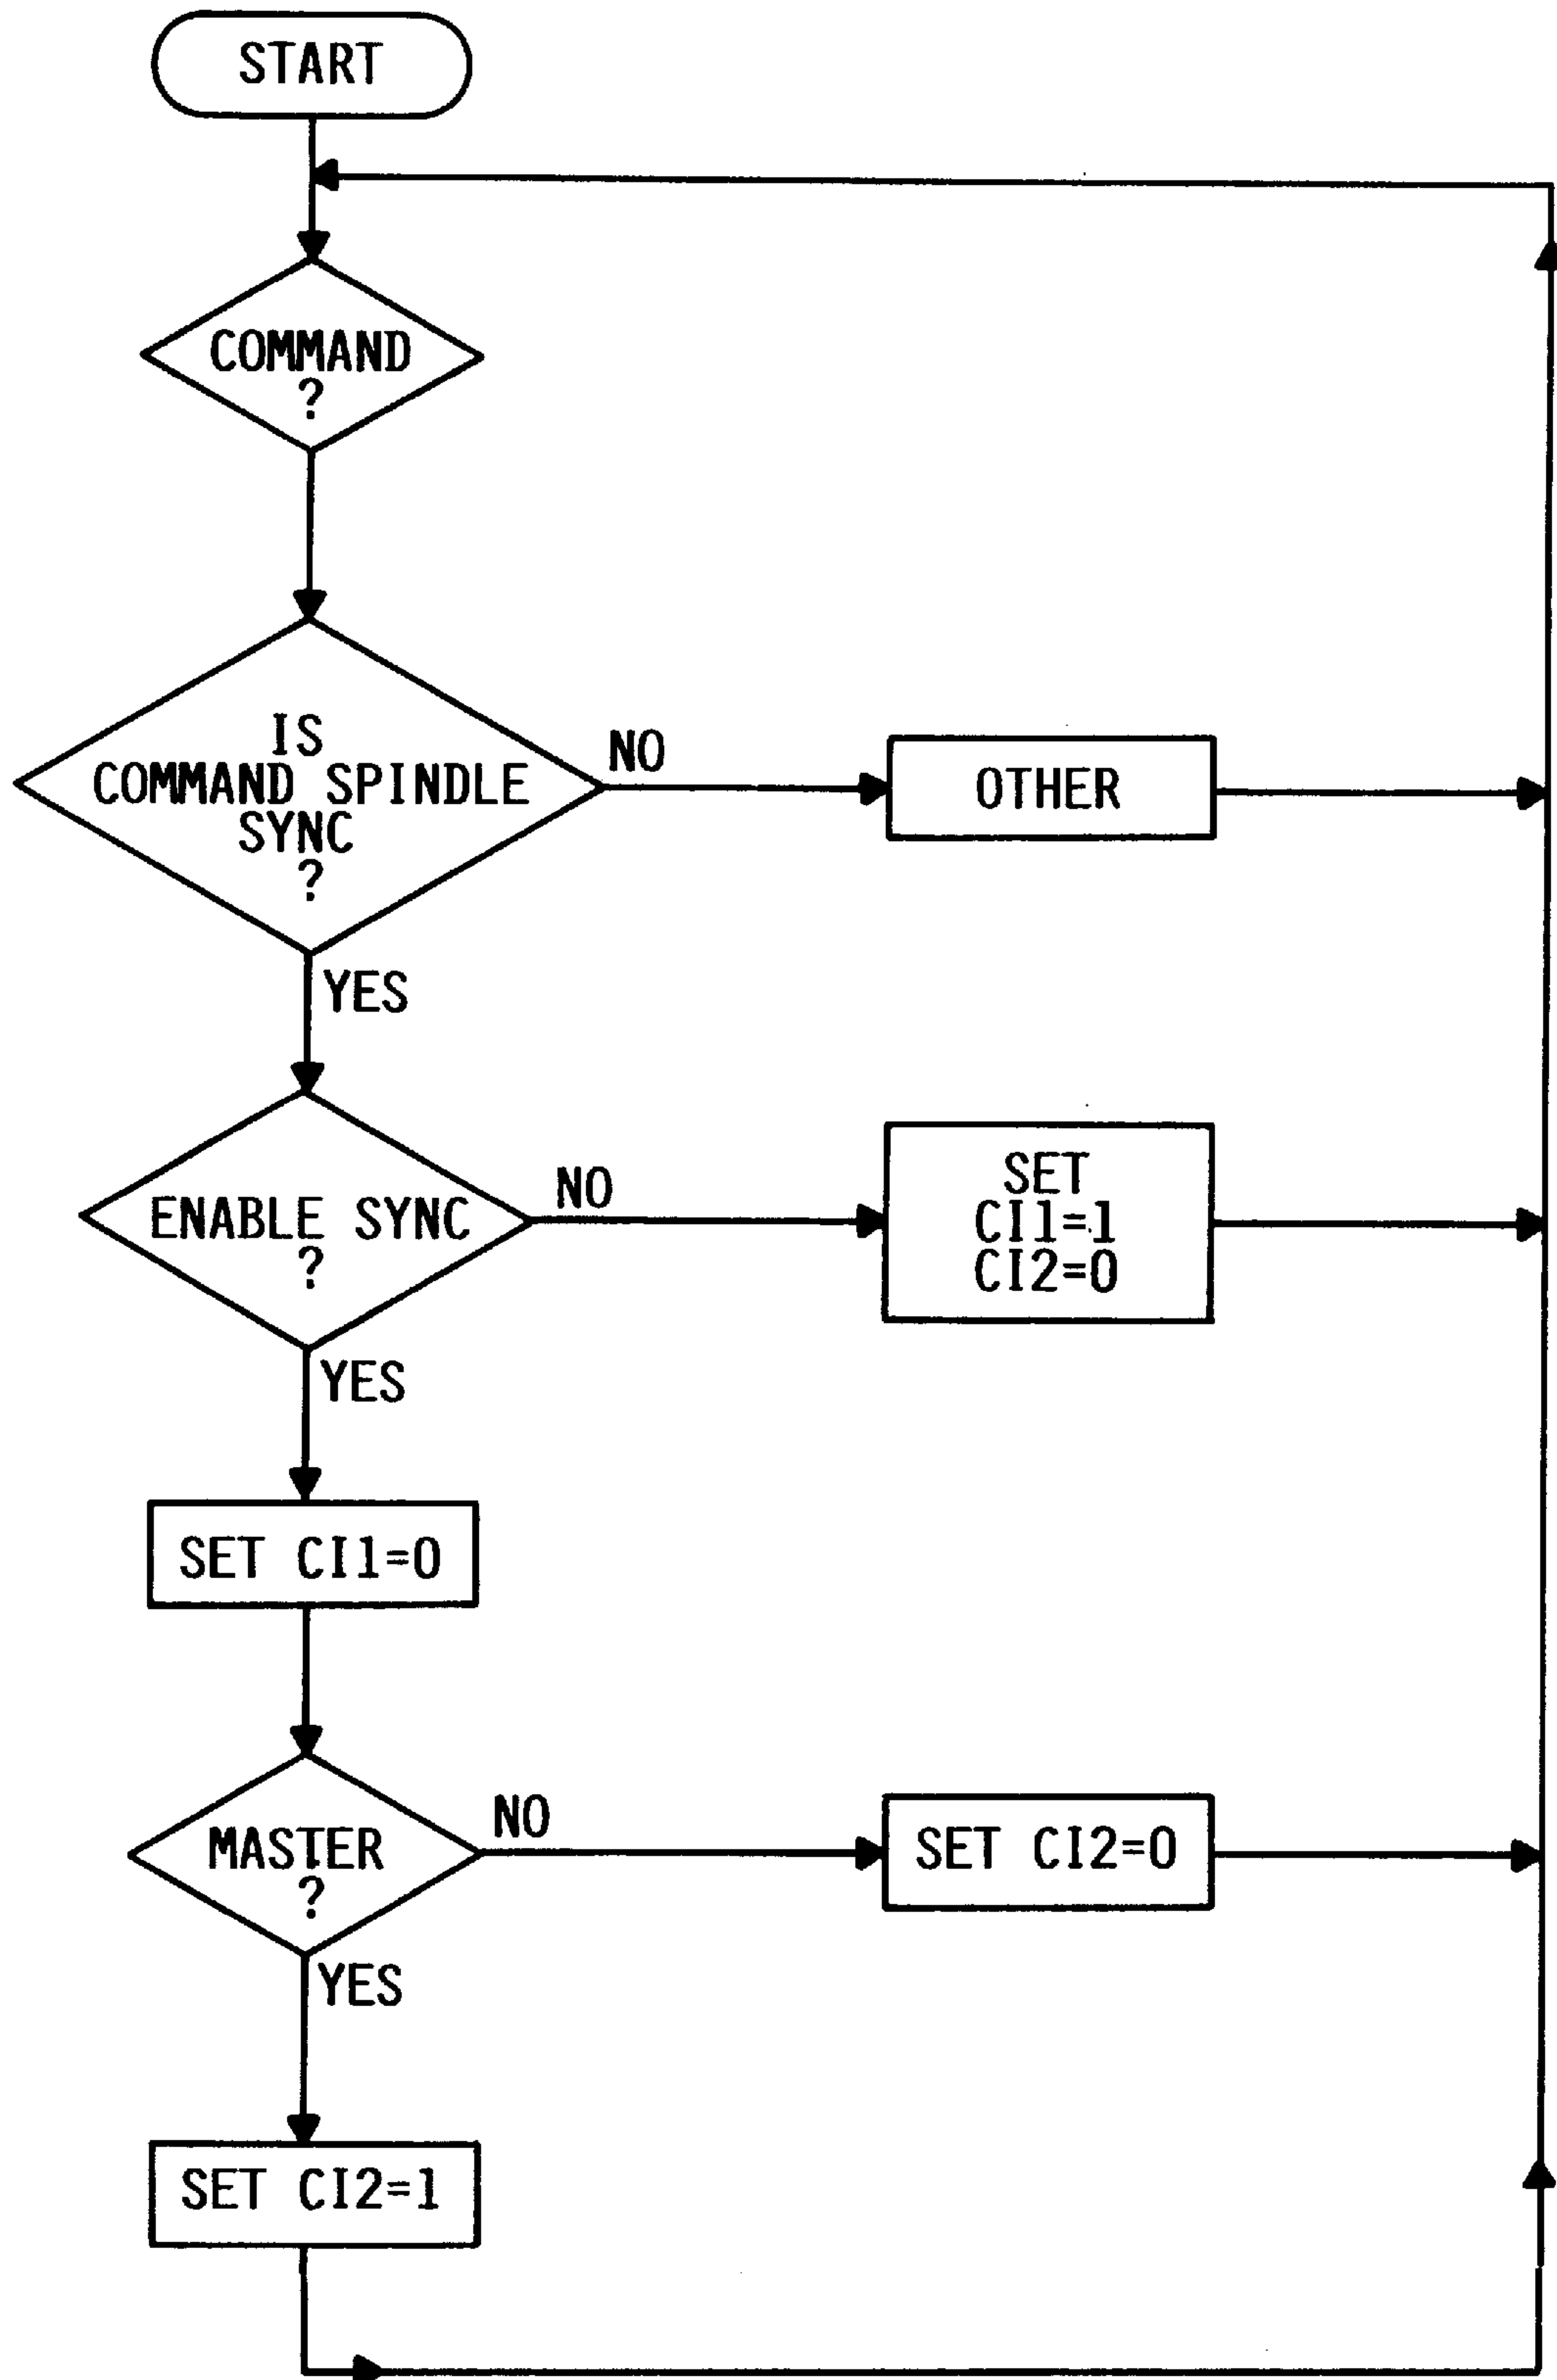 START
COMMAND
?
IS
COMMAND SPINDLE
SYNC
?
NO
OTHER
YES
ENABLE SYNC
?
NO
SET
CI1=1
CI2=0
YES
SET CI1=0
MASTER
?
NO
SET CI2=0
YES
SET CI2=1